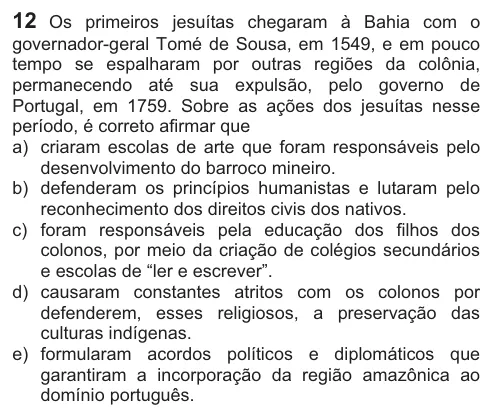 12 Os primeiros jesuítas chegaram à Bahia com o
governador-geral Tomé de Sousa, em 1549, e em pouco
tempo se espalharam por outras regiões da colônia,
permanecendo até sua expulsão, pelo governo de
Portugal, em 1759. Sobre as ações dos jesuítas nesse
período, é correto afirmar que
a) criaram escolas de arte que foram responsáveis pelo
desenvolvimento do barroco mineiro.
b) defenderam os princípios humanistas e lutaram pelo
reconhecimento dos direitos civis dos nativos.
c) foram responsáveis pela educação dos filhos dos
colonos, por meio da criação de colégios secundários
e escolas de “ler e escrever”.
d) causaram constantes atritos com os colonos por
defenderem, esses religiosos, a preservação das
culturas indígenas.
e) formularam acordos políticos e diplomáticos que
garantiram a incorporação da região amazônica ao
domínio português.